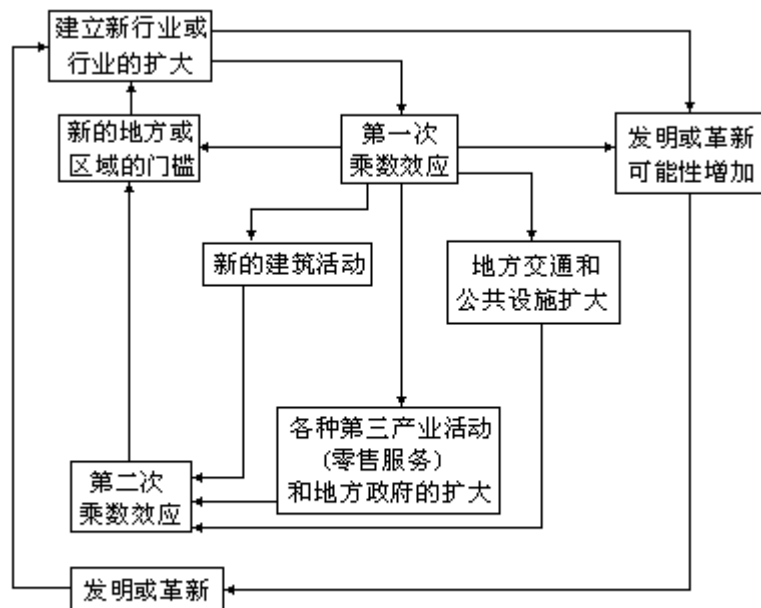 建立新行业或
行业的扩大
新的地方或
区域的门槛
第一次
乘数效应
发明或革新
可能性增加
新的建筑活动
地方交通和
公共设施扩大
各种第三产业活动
(零售服务)
和地方政府的扩大
第二次
乘数效应
发明或革新